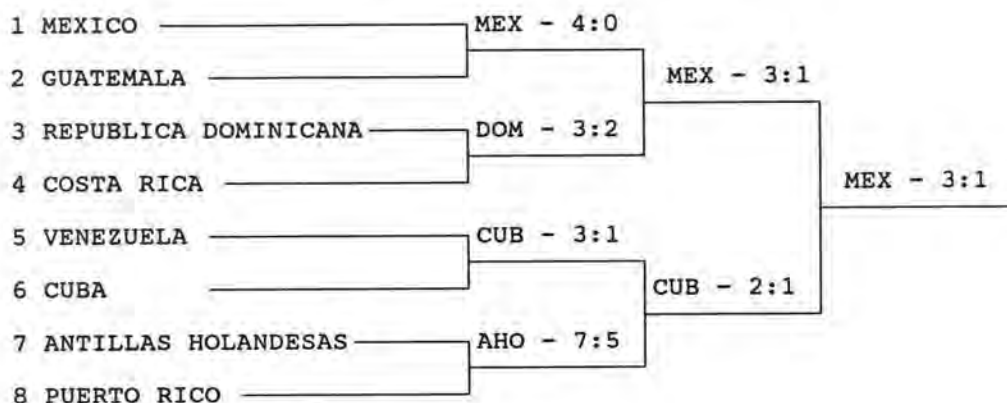 1 MEXICO
MEX - 4:0
2 GUATEMALA
MEX - 3:1
3 REPUBLICA DOMINICANA
DOM - 3:2
4 COSTA RICA
MEX - 3:1
5 VENEZUELA
CUB - 3:1
6 CUBA
CUB - 2:1
7 ANTILLAS HOLANDESAS
AHO - 7:5
8 PUERTO RICO